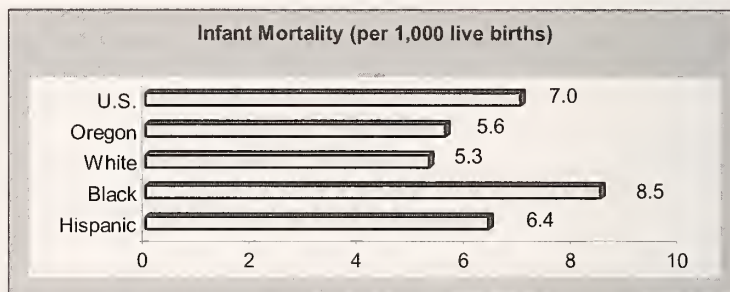 Infant Mortality (per 1,000 live births)
U.S. 7.0
Oregon 5.6
White 5.3
Black 8.5
Hispanic 6.4
0 2 4 6 8 10